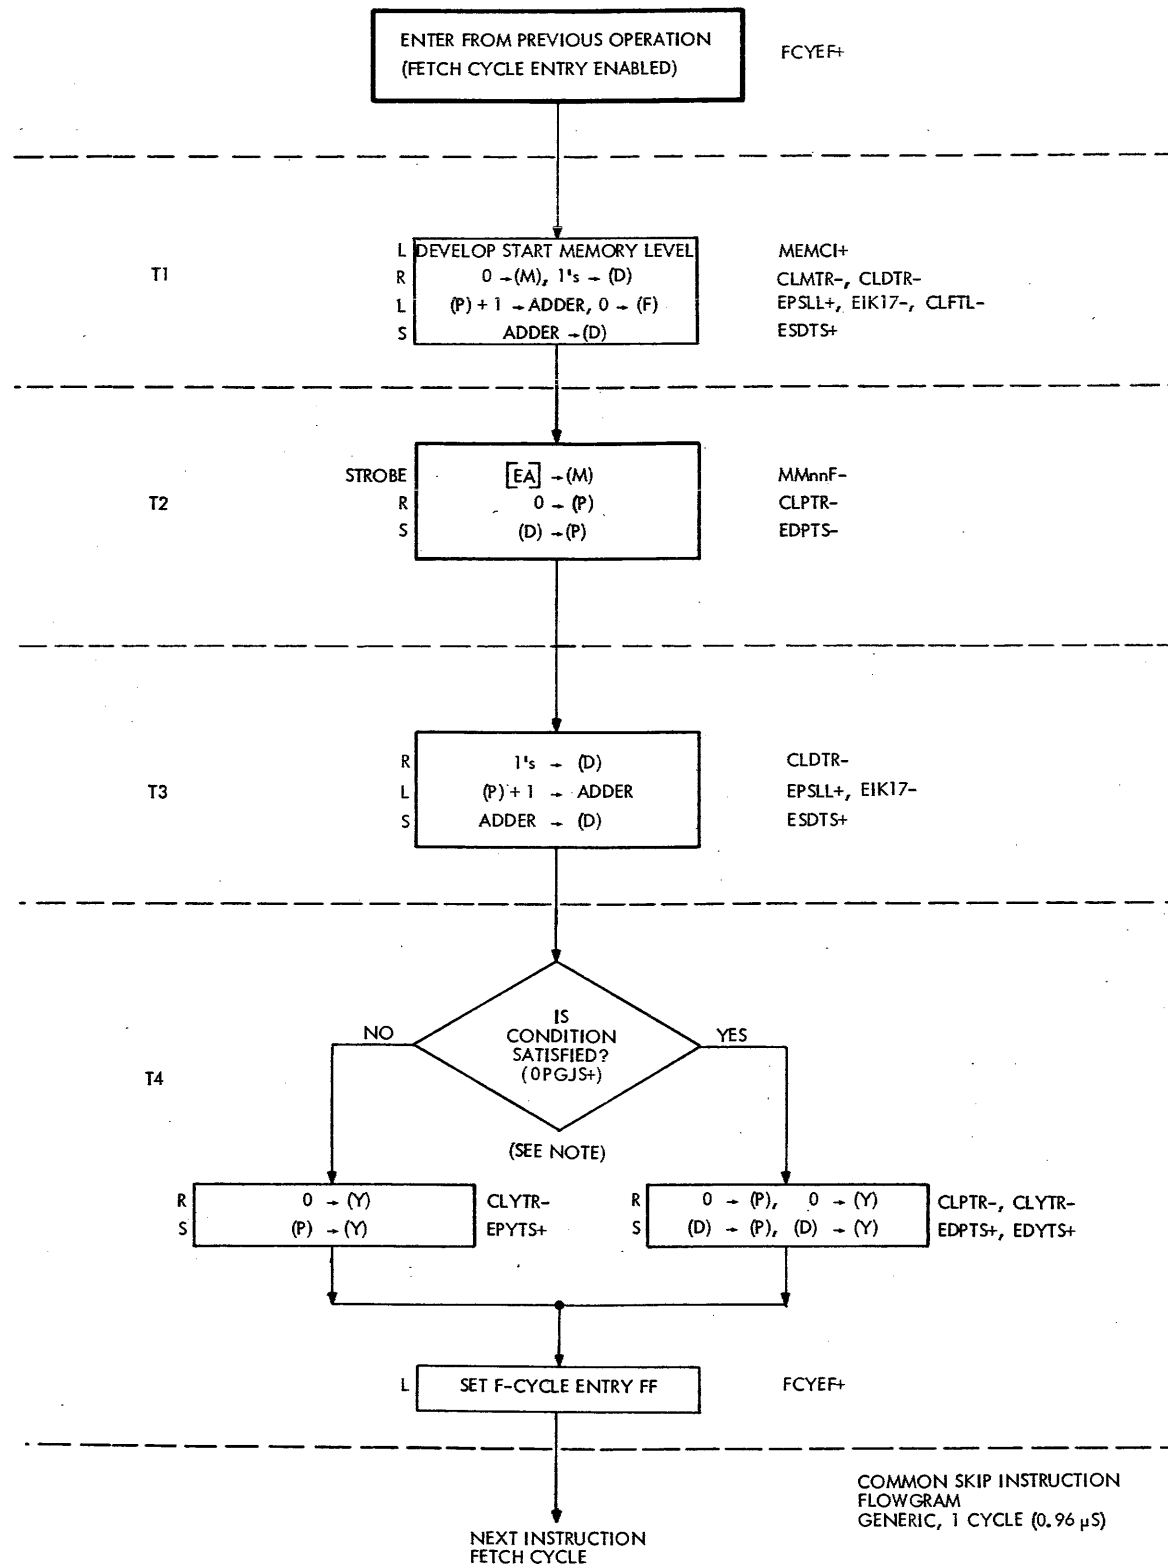 ENTER FROM PREVIOUS OPERATION
(FETCH CYCLE ENTRY ENABLED)
FCYEF+
T1
L DEVELOP START MEMORY LEVEL MEMCI+
R 0 → (M), 1's → (D) CLMTR-, CLDTR-
L (P) + 1 → ADDER, 0 → (F) EPSLL+, EIK17-, CLFTL-
S ADDER → (D) ESDTS+
T2
STROBE [EA] → (M) MMnnF-
R 0 → (P) CLPTR-
S (D) → (P) EDPTS-
T3
R 1's → (D) CLDTR-
L (P) + 1 → ADDER EPSLL+, EIK17-
S ADDER → (D) ESDTS+
T4
IS
CONDITION
SATISFIED?
(OPGJS+)
NO
YES
(SEE NOTE)
R 0 → (Y) CLYTR-
S (P) → (Y) EPYTS+
R 0 → (P), 0 → (Y) CLPTR-, CLYTR-
S (D) → (P), (D) → (Y) EDPTS+, EDYTS+
L SET F-CYCLE ENTRY FF FCYEF+
NEXT INSTRUCTION
FETCH CYCLE
COMMON SKIP INSTRUCTION
FLOWGRAM
GENERIC, 1 CYCLE (0.96 µS)